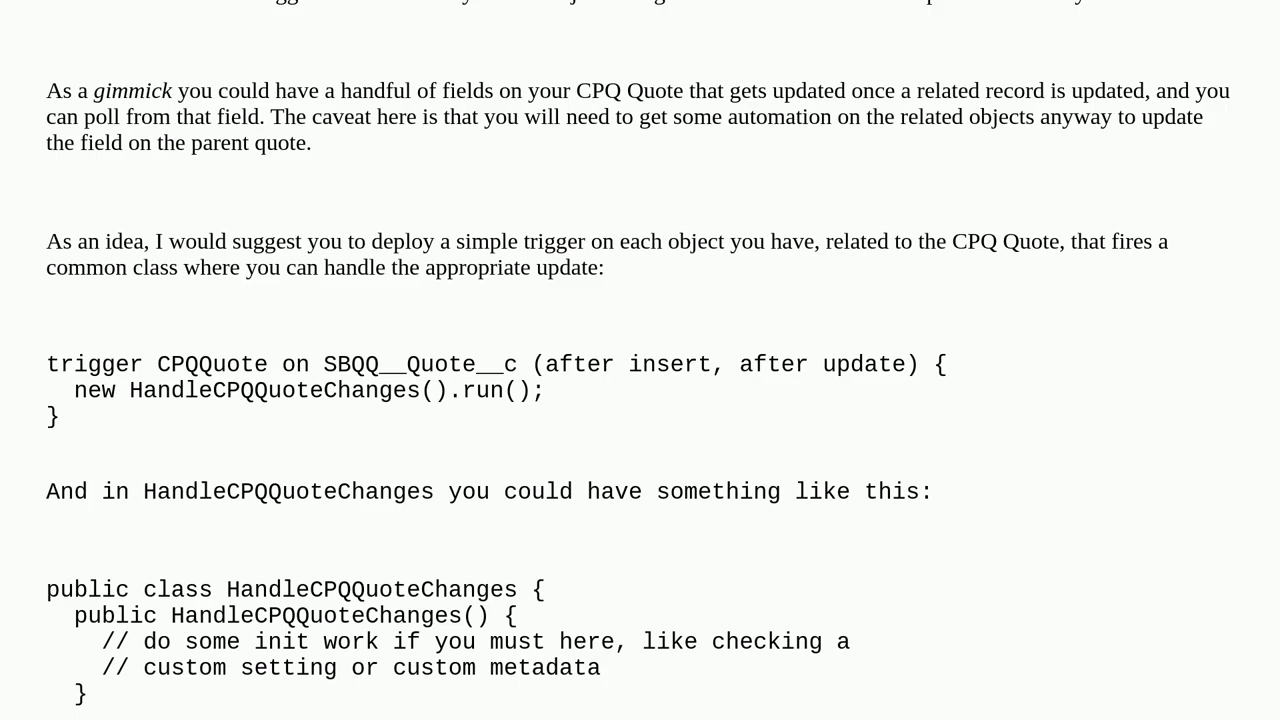 As a gimmick you could have a handful of fields on your CPQ Quote that gets updated once a related record is updated, and you
can poll from that field. The caveat here is that you will need to get some automation on the related objects anyway to update
the field on the parent quote.
As an idea, I would suggest you to deploy a simple trigger on each object you have, related to the CPQ Quote, that fires a
common class where you can handle the appropriate update:
trigger CPQQuote on SBQQ__Quote__c (after insert, after update) {
  new HandleCPQQuoteChanges().run();
}
And in HandleCPQQuoteChanges you could have something like this:
public class HandleCPQQuoteChanges {
  public HandleCPQQuoteChanges() {
    // do some init work if you must here, like checking a
    // custom setting or custom metadata
  }